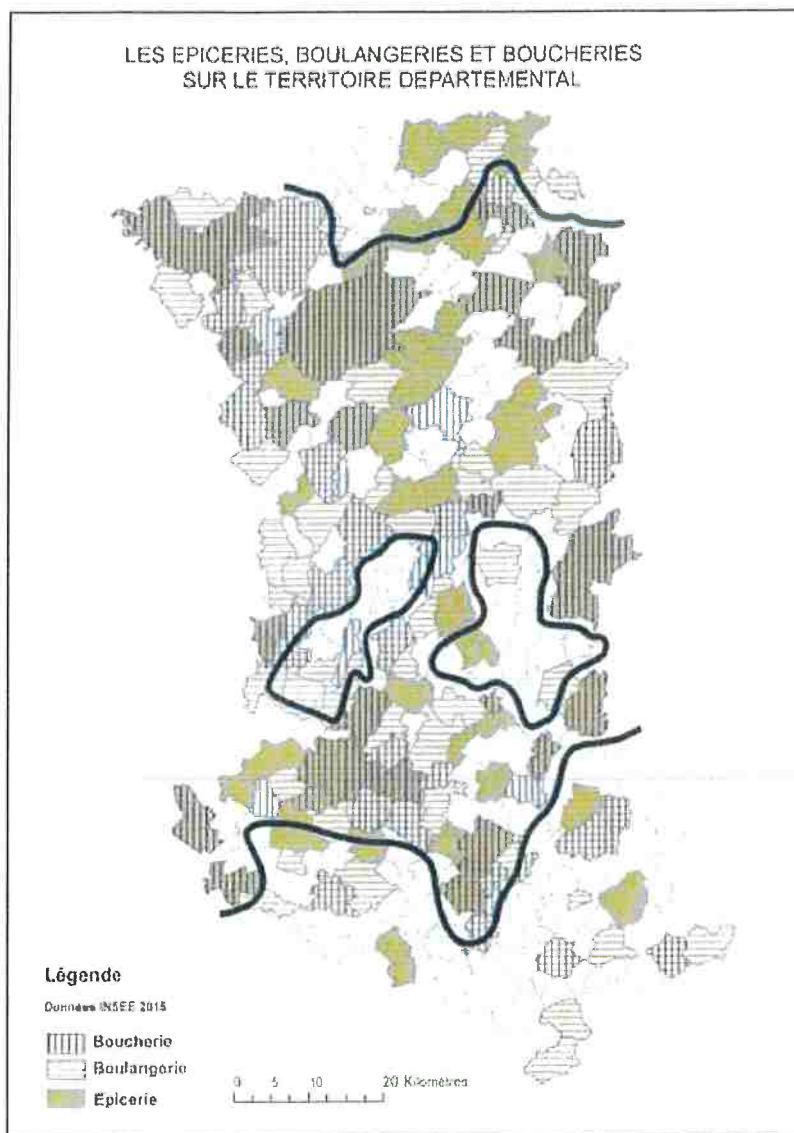 LES EPICERIES, BOULANGERIES ET BOUCHERIES
SUR LE TERRITOIRE DEPARTEMENTAL
Légende
Données INSEE 2015
Boucherie
Boulangerie
Epicerie
0 5 10 20 Kilomètres